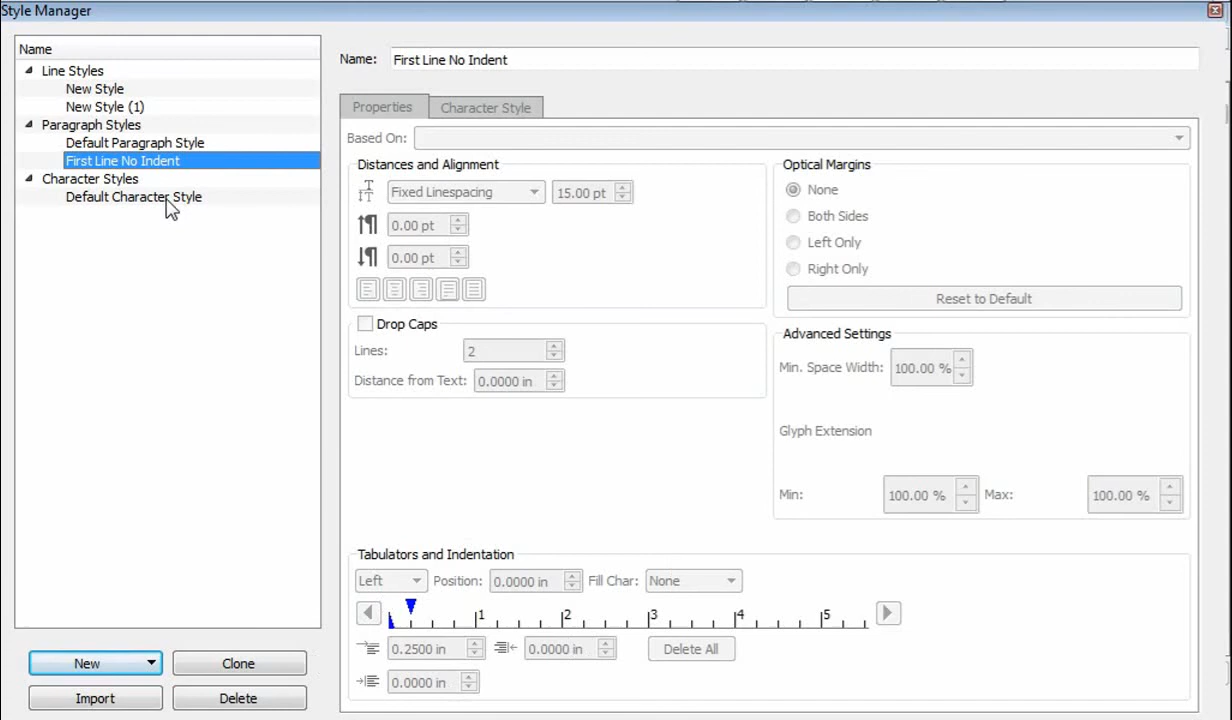 Style Manager
Name
Line Styles
New Style
New Style (1)
Paragraph Styles
Default Paragraph Style
First Line No Indent
Character Styles
Default Character Style
New
Clone
Import
Delete
Name: First Line No Indent
Properties Character Style
Based On:
Distances and Alignment
Fixed Linespacing 15.00 pt
0.00 pt
0.00 pt
Drop Caps
Lines: 2
Distance from Text: 0.0000 in
Optical Margins
None
Both Sides
Left Only
Right Only
Reset to Default
Advanced Settings
Min. Space Width: 100.00 %
Glyph Extension
Min: 100.00 % Max: 100.00 %
Tabulators and Indentation
Left Position: 0.0000 in Fill Char: None
1 2 3 4 5
0.2500 in 0.0000 in Delete All
0.0000 in